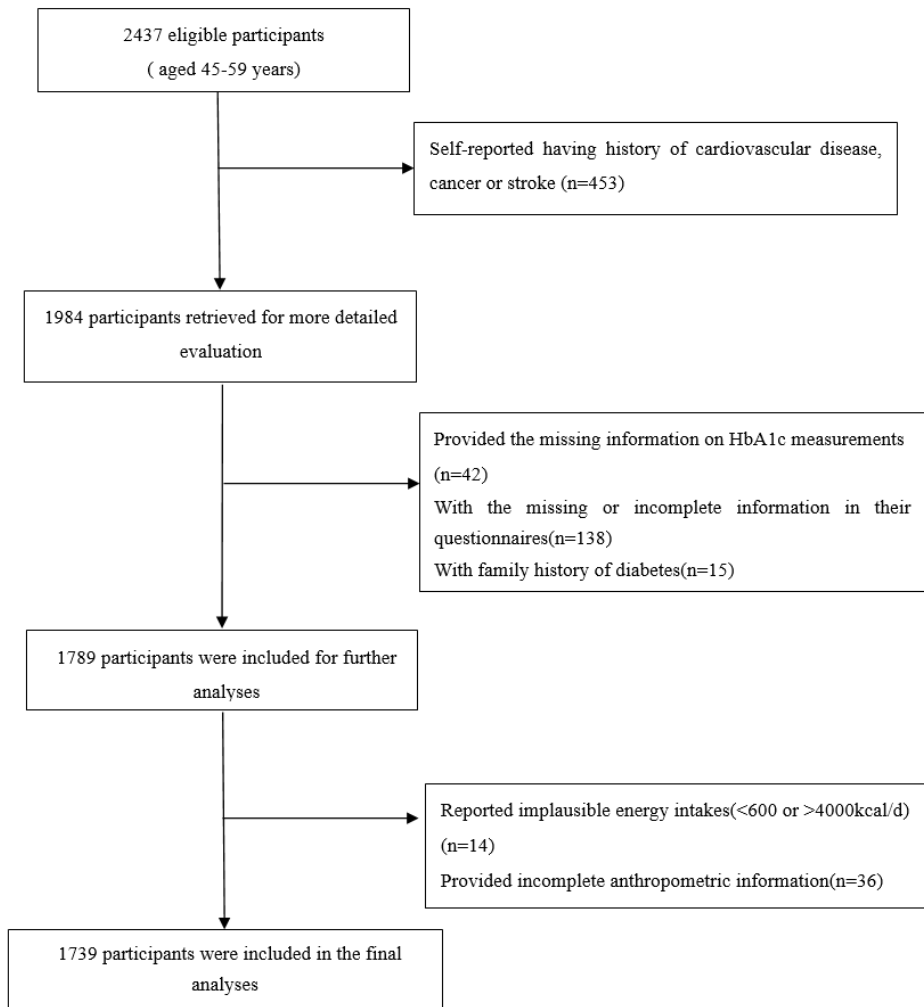 2437 eligible participants
( aged 45-59 years)
Self-reported having history of cardiovascular disease,
cancer or stroke (n=453)
1984 participants retrieved for more detailed
evaluation
Provided the missing information on HbA1c measurements
(n=42)
With the missing or incomplete information in their
questionnaires(n=138)
With family history of diabetes(n=15)
1789 participants were included for further
analyses
Reported implausible energy intakes(<600 or >4000kcal/d)
(n=14)
Provided incomplete anthropometric information(n=36)
1739 participants were included in the final
analyses